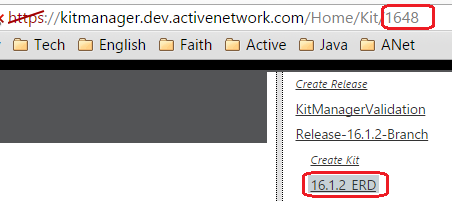 https://kitmanager.dev.activenetwork.com/Home/Kit/1648
Tech English Faith Active Java ANet
Create Release
KitManagerValidation
Release-16.1.2-Branch
Create Kit
16.1.2_ERD